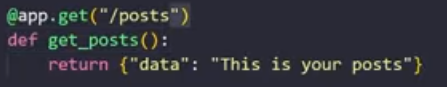 @app.get("/posts")
def get_posts():
    return {"data": "This is your posts"}